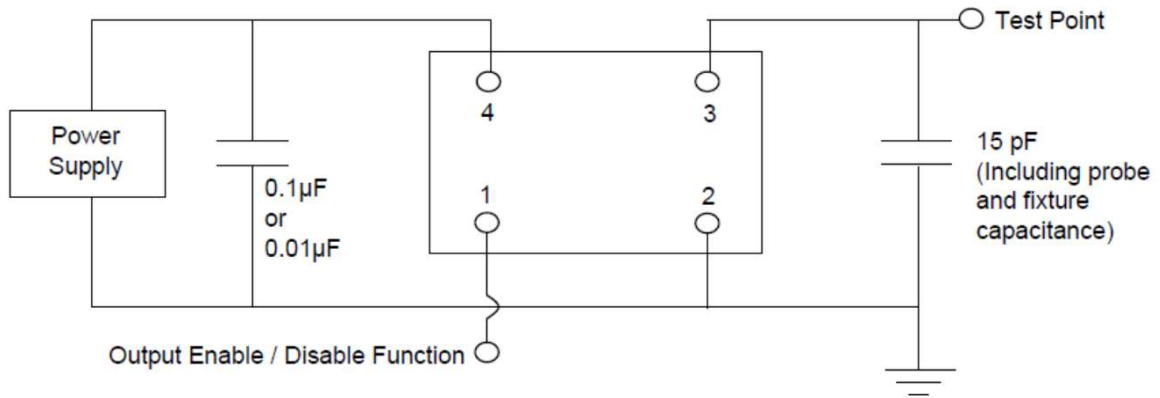 Test Point
Power
Supply
0.1µF
or
0.01µF
4
3
1
2
15 pF
(Including probe
and fixture
capacitance)
Output Enable / Disable Function